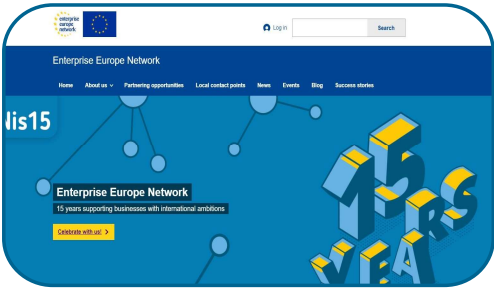 enterprise
europe
network
Log in
Search
Enterprise Europe Network
Home About us Partnering opportunities Local contact points News Events Blog Success stories
Nis15
Enterprise Europe Network
15 years supporting businesses with international ambitions
Celebrate with us!
15
YEARS